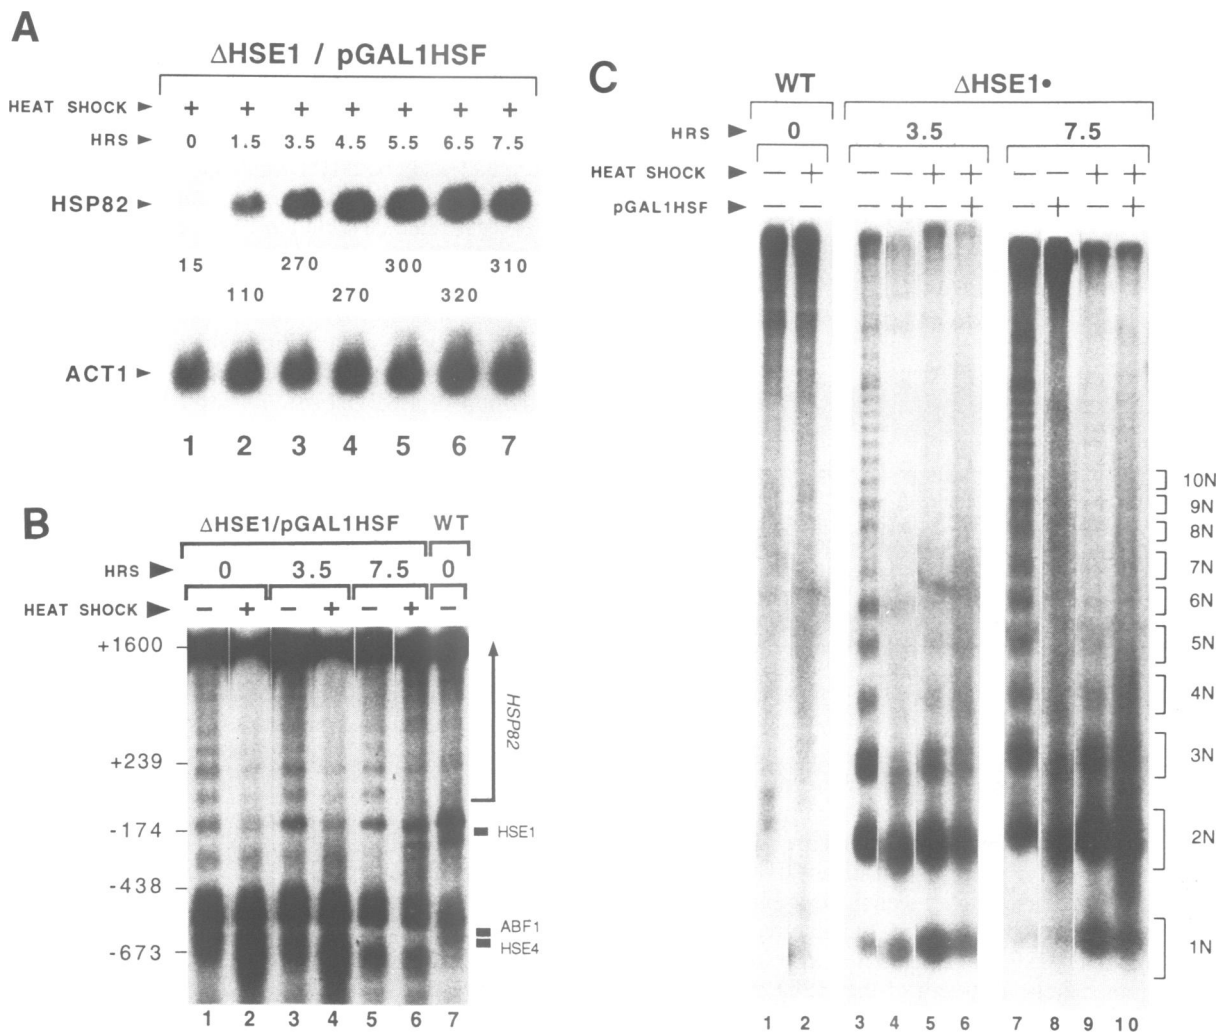 A
ΔHSE1 / pGAL1HSF
HEAT SHOCK ► + + + + + + +
HRS ► 0 1.5 3.5 4.5 5.5 6.5 7.5
HSP82 ►
15 270 300 310
110 270 320
ACT1 ►
1 2 3 4 5 6 7
B
ΔHSE1/pGAL1HSF WT
HRS ► 0 3.5 7.5 0
HEAT SHOCK ► – + – + – + –
+1600
HSP82
+239
-174
HSE1
-438
ABF1
HSE4
-673
1 2 3 4 5 6 7
C
WT ΔHSE1•
HRS ► 0 3.5 7.5
HEAT SHOCK ► – + – – + + – – + +
pGAL1HSF ► – – – + – + – + – +
10N
9N
8N
7N
6N
5N
4N
3N
2N
1N
1 2 3 4 5 6 7 8 9 10